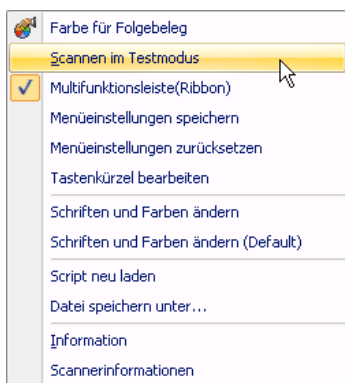 Farbe für Folgebeleg
Scannen im Testmodus
Multifunktionsleiste(Ribbon)
Menüeinstellungen speichern
Menüeinstellungen zurücksetzen
Tastenkürzel bearbeiten
Schriften und Farben ändern
Schriften und Farben ändern (Default)
Script neu laden
Datei speichern unter...
Information
Scannerinformationen